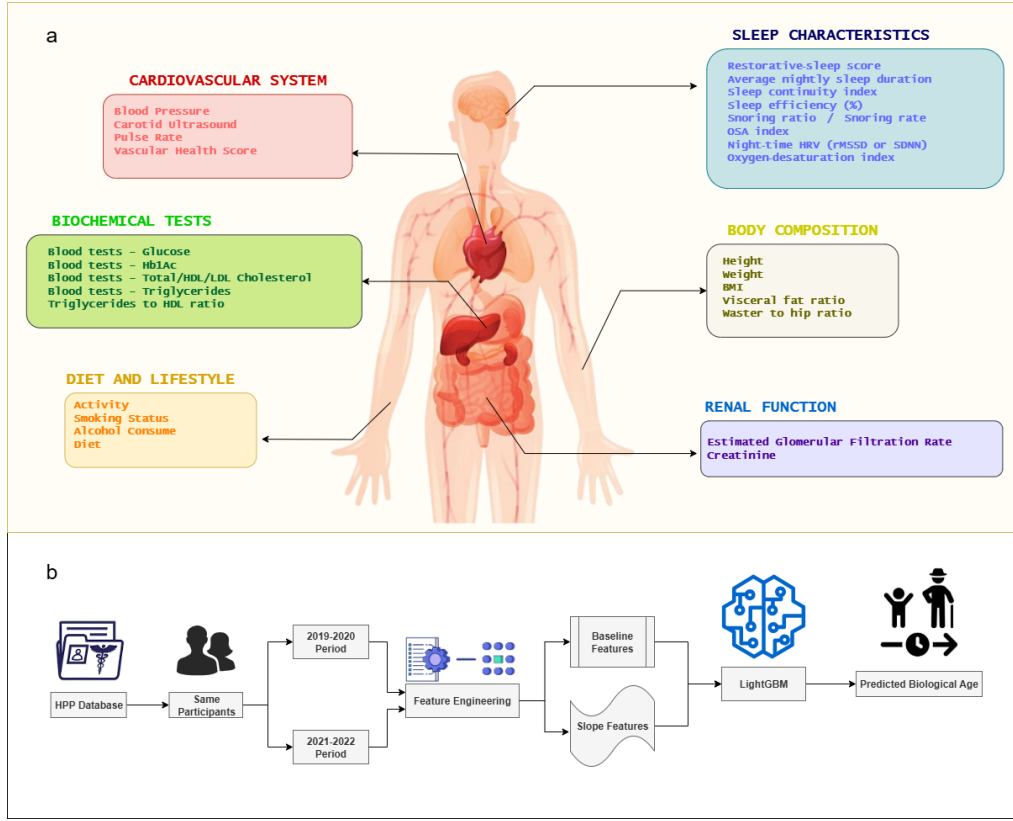 a
CARDIOVASCULAR SYSTEM
Blood Pressure
Carotid Ultrasound
Pulse Rate
Vascular Health Score
SLEEP CHARACTERISTICS
Restorative-sleep score
Average nightly sleep duration
Sleep continuity index
Sleep efficiency (%)
Snoring ratio / Snoring rate
OSA index
Night-time HRV (rMSSD or SDNN)
Oxygen-desaturation index
BIOCHEMICAL TESTS
Blood tests – Glucose
Blood tests – Hb1Ac
Blood tests – Total/HDL/LDL Cholesterol
Blood tests – Triglycerides
Triglycerides to HDL ratio
BODY COMPOSITION
Height
Weight
BMI
Visceral fat ratio
Waster to hip ratio
DIET AND LIFESTYLE
Activity
Smoking Status
Alcohol Consume
Diet
RENAL FUNCTION
Estimated Glomerular Filtration Rate
Creatinine
b
HPP Database
Same
Participants
2019-2020
Period
2021-2022
Period
Feature Engineering
Baseline
Features
Slope Features
LightGBM
Predicted Biological Age